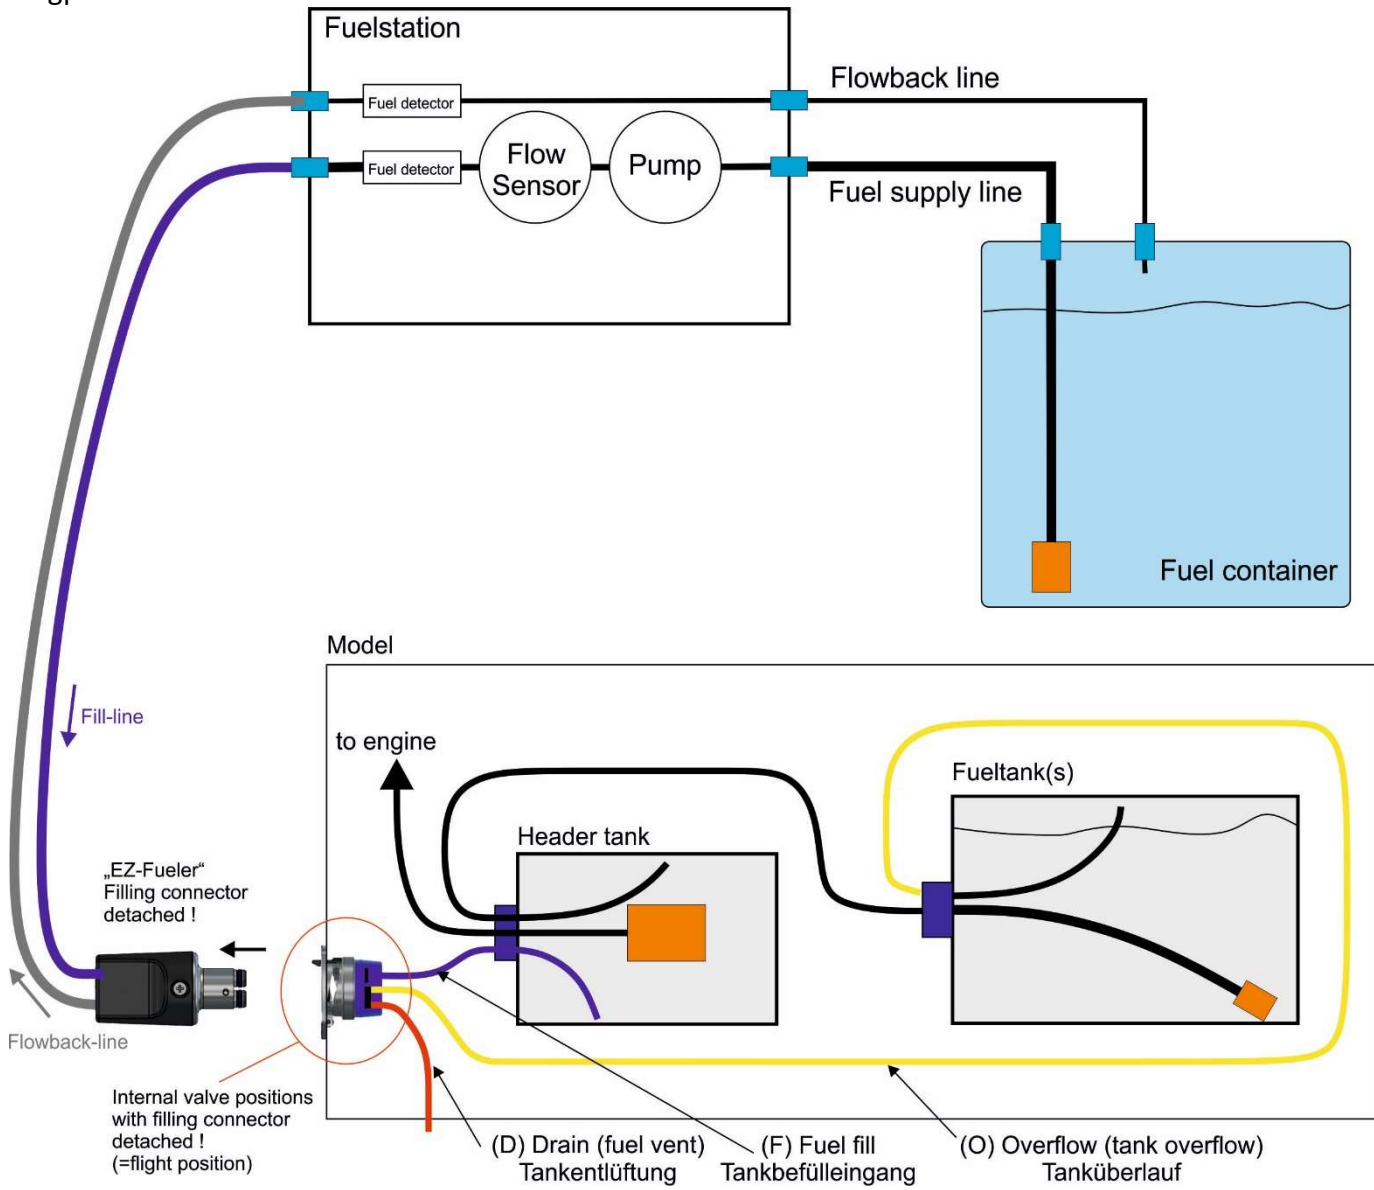 Fuelstation
Flowback line
Fuel detector
Fuel detector
Flow
Sensor
Pump
Fuel supply line
Fuel container
Model
Fill-line
to engine
Fueltank(s)
Header tank
„EZ-Fueler“
Filling connector
detached !
Flowback-line
Internal valve positions
with filling connector
detached !
(=flight position)
(D) Drain (fuel vent)
Tankentlüftung
(F) Fuel fill
Tankbefülleingang
(O) Overflow (tank overflow)
Tanküberlauf